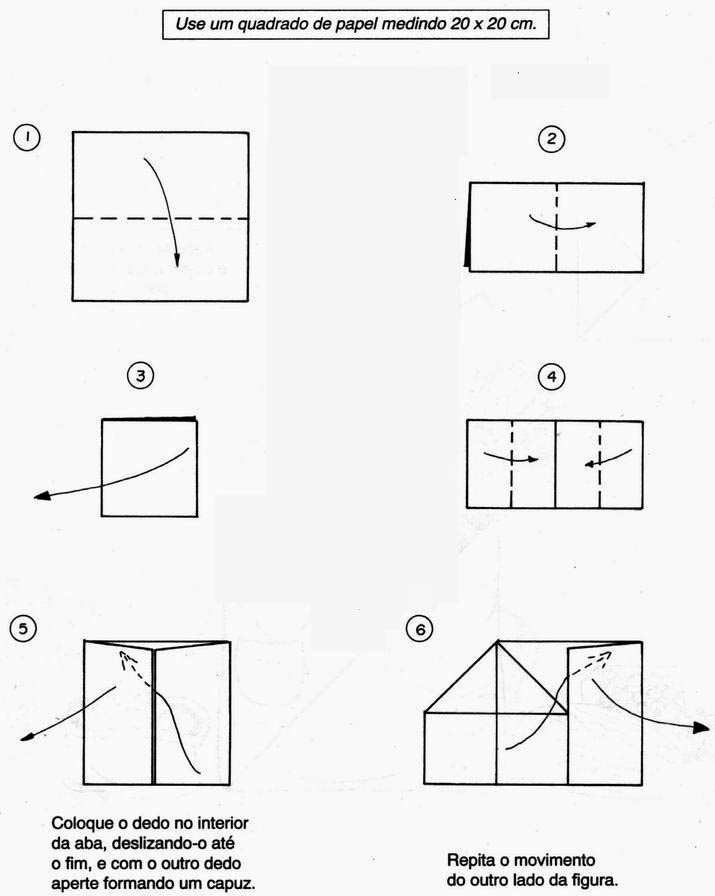 Use um quadrado de papel medindo 20 x 20 cm.
1
2
3
4
5
6
Coloque o dedo no interior
da aba, deslizando-o até
o fim, e com o outro dedo
aperte formando um capuz.
Repita o movimento
do outro lado da figura.